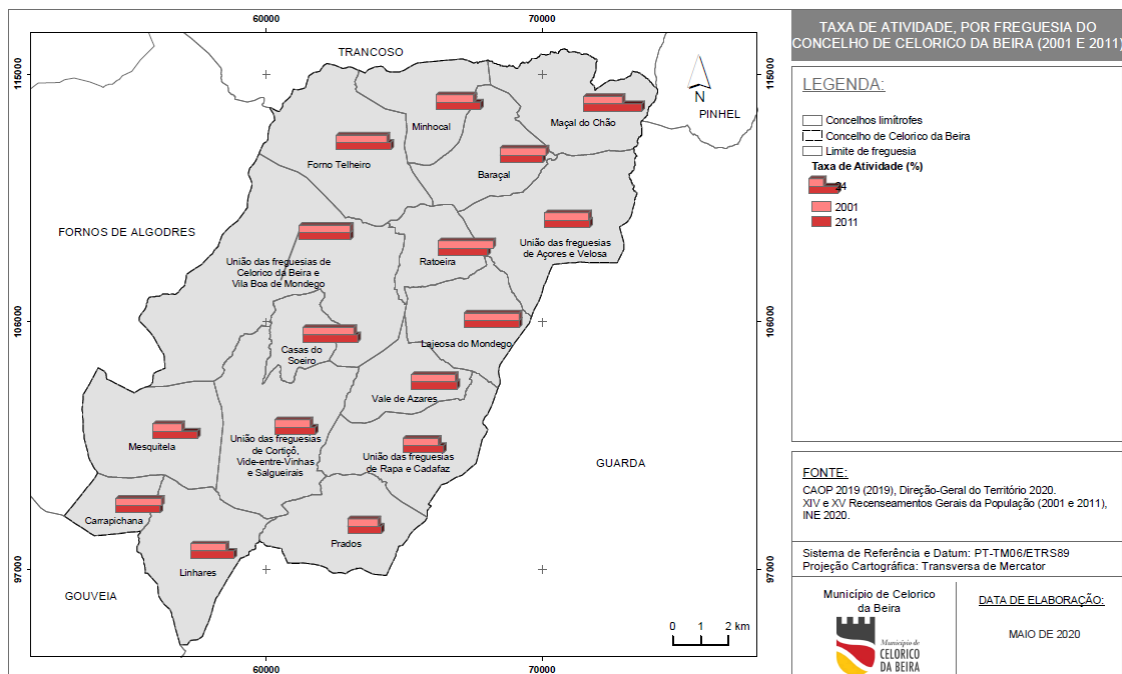 60000
70000
TAXA DE ATIVIDADE, POR FREGUESIA DO
CONCELHO DE CELORICO DA BEIRA (2001 E 2011)
TRANCOSO
115000
115000
N
PINHEL
LEGENDA:
Concelhos limítrofes
Concelho de Celorico da Beira
Limite de freguesia
Taxa de Atividade (%)
24
2001
2011
Minhocal
Maçal do Chão
Forno Telheiro
Baraçal
FORNOS DE ALGODRES
União das freguesias
de Açores e Velosa
Ratoeira
União das freguesias de
Celorico da Beira e
Vila Boa de Mondego
106000
106000
Casas do
Soeiro
Lajeosa do Mondego
Vale de Azares
Mesquitela
União das freguesias
de Cortiçô,
Vide-entre-Vinhas
e Salgueirais
União das freguesias
de Rapa e Cadafaz
GUARDA
Carrapichana
Prados
Linhares
97000
97000
GOUVEIA
0 1 2 km
60000
70000
FONTE:
CAOP 2019 (2019), Direção-Geral do Território 2020.
XIV e XV Recenseamentos Gerais da População (2001 e 2011),
INE 2020.
Sistema de Referência e Datum: PT-TM06/ETRS89
Projeção Cartográfica: Transversa de Mercator
Município de Celorico
da Beira
Município de
CELORICO
DA BEIRA
DATA DE ELABORAÇÃO:
MAIO DE 2020